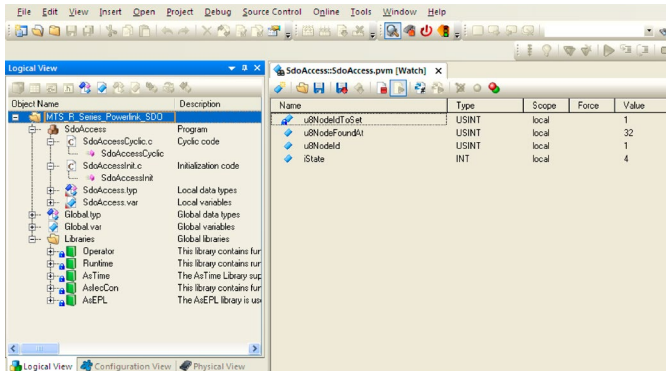 File Edit View Insert Open Project Debug Source Control Online Tools Window Help
Logical View
Object Name Description
MTS_R_Series_Powerlink_SDO
SdoAccess Program
SdoAccessCyclic.c Cyclic code
SdoAccessCyclic
SdoAccessInit.c Initialization code
SdoAccessInit
SdoAccess.typ Local data types
SdoAccess.var Local variables
Global.typ Global data types
Global.var Global variables
Libraries Global libraries
Operator This library contains fur
Runtime This library contains rur
AsTime The AsTime Library sup
AsIecCon This library contains fur
AsEPL The AsEPL library is use
Logical View Configuration View Physical View
SdoAccess::SdoAccess.pvm [Watch] X
Name Type Scope Force Value
u8NodeIdToSet USINT local 1
u8NodeFoundAt USINT local 32
u8NodeId USINT local 1
iState INT local 4